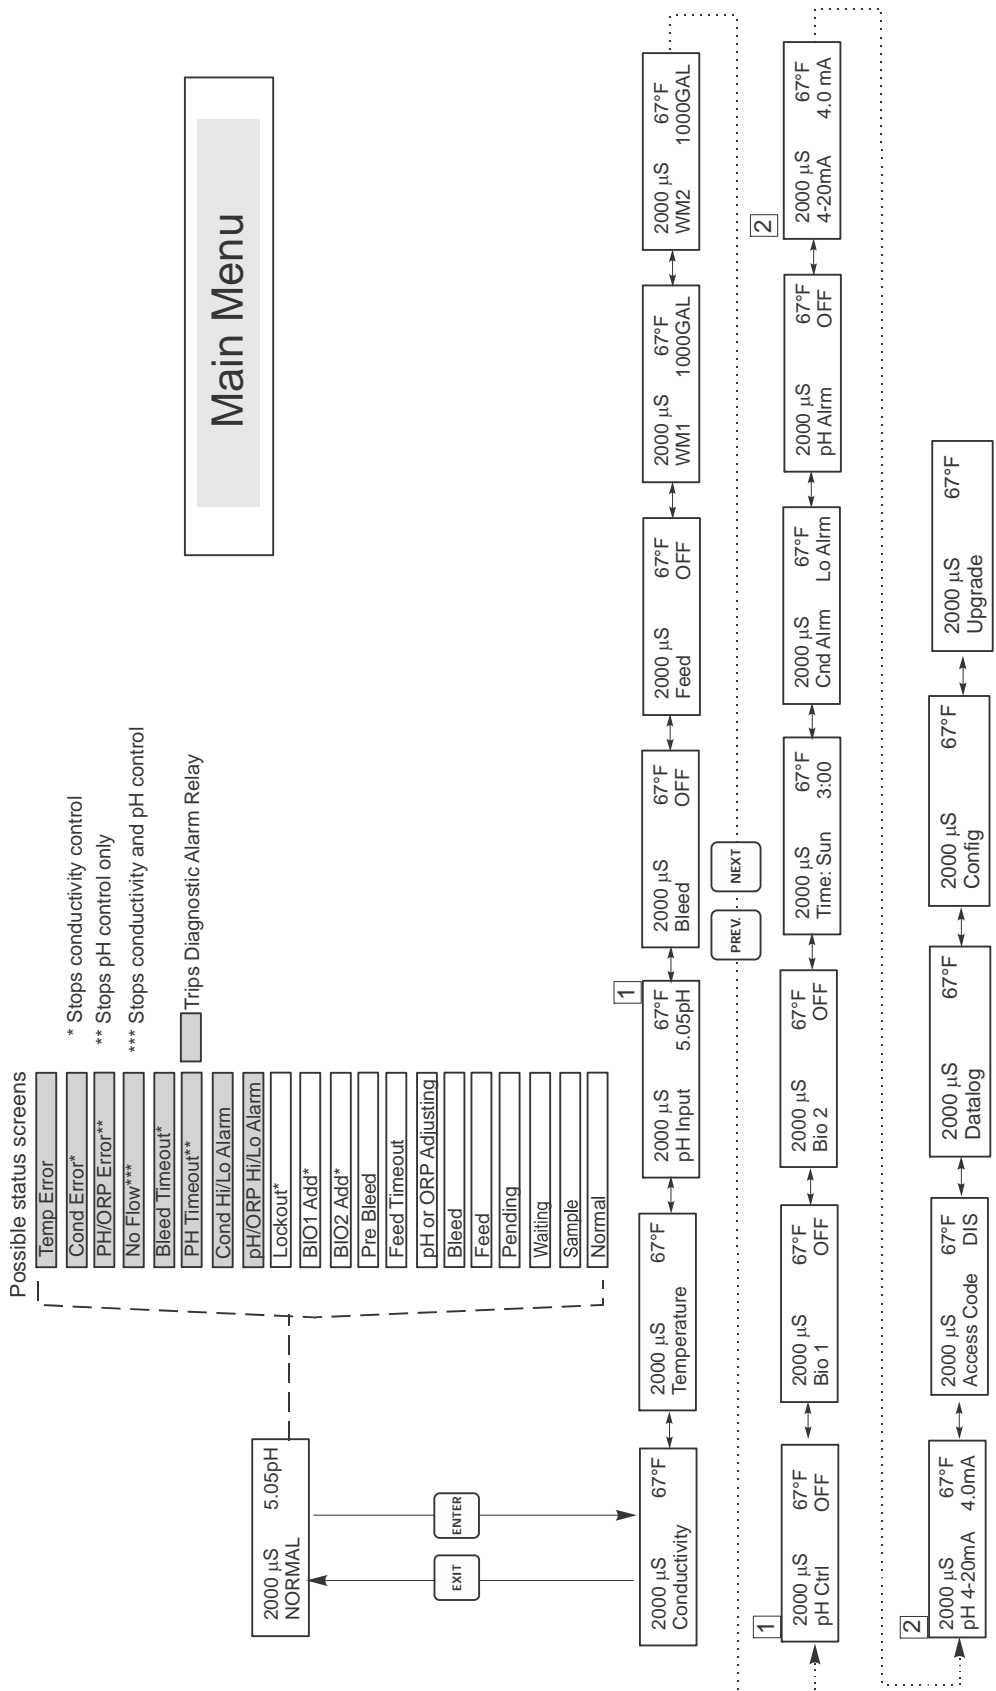 Main Menu
Possible status screens
Temp Error
Cond Error*
PH/ORP Error**
No Flow***
Bleed Timeout*
PH Timeout**
Cond Hi/Lo Alarm
pH/ORP Hi/Lo Alarm
Lockout*
BIO1 Add*
BIO2 Add*
Pre Bleed
Feed Timeout
pH or ORP Adjusting
Bleed
Feed
Pending
Waiting
Sample
Normal
* Stops conductivity control
** Stops pH control only
*** Stops conductivity and pH control
Trips Diagnostic Alarm Relay
2000 µS 5.05pH
NORMAL
EXIT
ENTER
2000 µS 67°F
Conductivity
2000 µS 67°F
Temperature
1
2000 µS 67°F
pH Input 5.05pH
2000 µS 67°F
Bleed OFF
2000 µS 67°F
Feed OFF
2000 µS 67°F
WM1 1000GAL
2000 µS 67°F
WM2 1000GAL
PREV.
NEXT
1
2000 µS 67°F
pH Ctrl OFF
2000 µS 67°F
Bio 1 OFF
2000 µS 67°F
Bio 2 OFF
2000 µS 67°F
Time: Sun 3:00
2000 µS 67°F
Cnd Alrm Lo Alrm
2000 µS 67°F
pH Alrm OFF
2
2000 µS 67°F
4-20mA 4.0 mA
2
2000 µS 67°F
pH 4-20mA 4.0mA
2000 µS 67°F
Access Code DIS
2000 µS 67°F
Datalog
2000 µS 67°F
Config
2000 µS 67°F
Upgrade